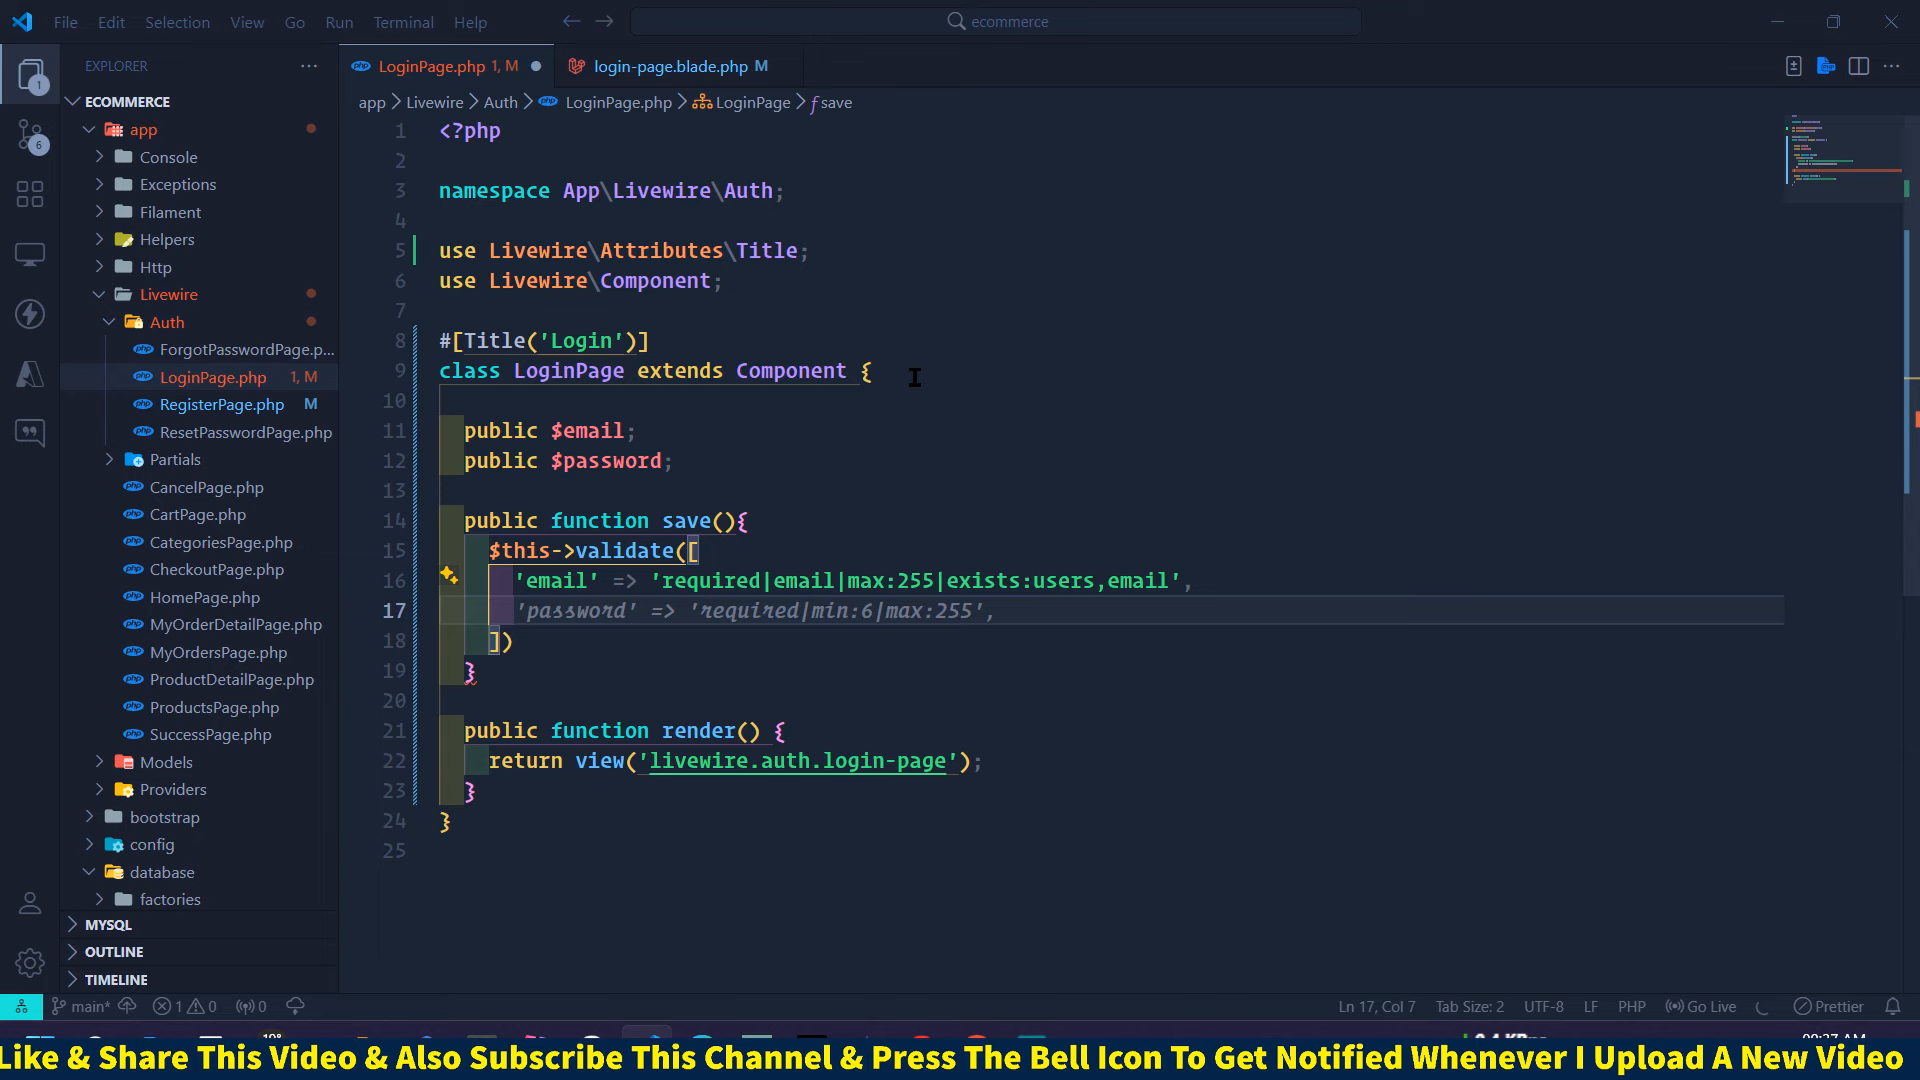 File Edit Selection View Go Run Terminal Help
ecommerce
EXPLORER
LoginPage.php 1, M
login-page.blade.php M
app > Livewire > Auth > LoginPage.php > LoginPage > save
ECOMMERCE
app
Console
Exceptions
Filament
Helpers
Http
Livewire
Auth
ForgotPasswordPage.p...
LoginPage.php 1, M
RegisterPage.php M
ResetPasswordPage.php
Partials
CancelPage.php
CartPage.php
CategoriesPage.php
CheckoutPage.php
HomePage.php
MyOrderDetailPage.php
MyOrdersPage.php
ProductDetailPage.php
ProductsPage.php
SuccessPage.php
Models
Providers
bootstrap
config
database
factories
MYSQL
OUTLINE
TIMELINE
1
6
1 <?php
2
3 namespace App\Livewire\Auth;
4
5 use Livewire\Attributes\Title;
6 use Livewire\Component;
7
8 #[Title('Login')]
9 class LoginPage extends Component {
10
11 public $email;
12 public $password;
13
14 public function save(){
15 $this->validate([
16 'email' => 'required|email|max:255|exists:users,email',
17 'password' => 'required|min:6|max:255',
18 ])
19 }
20
21 public function render() {
22 return view('livewire.auth.login-page');
23 }
24 }
25
main* 1 0 0
Ln 17, Col 7 Tab Size: 2 UTF-8 LF PHP Go Live Prettier
Like & Share This Video & Also Subscribe This Channel & Press The Bell Icon To Get Notified Whenever I Upload A New Video